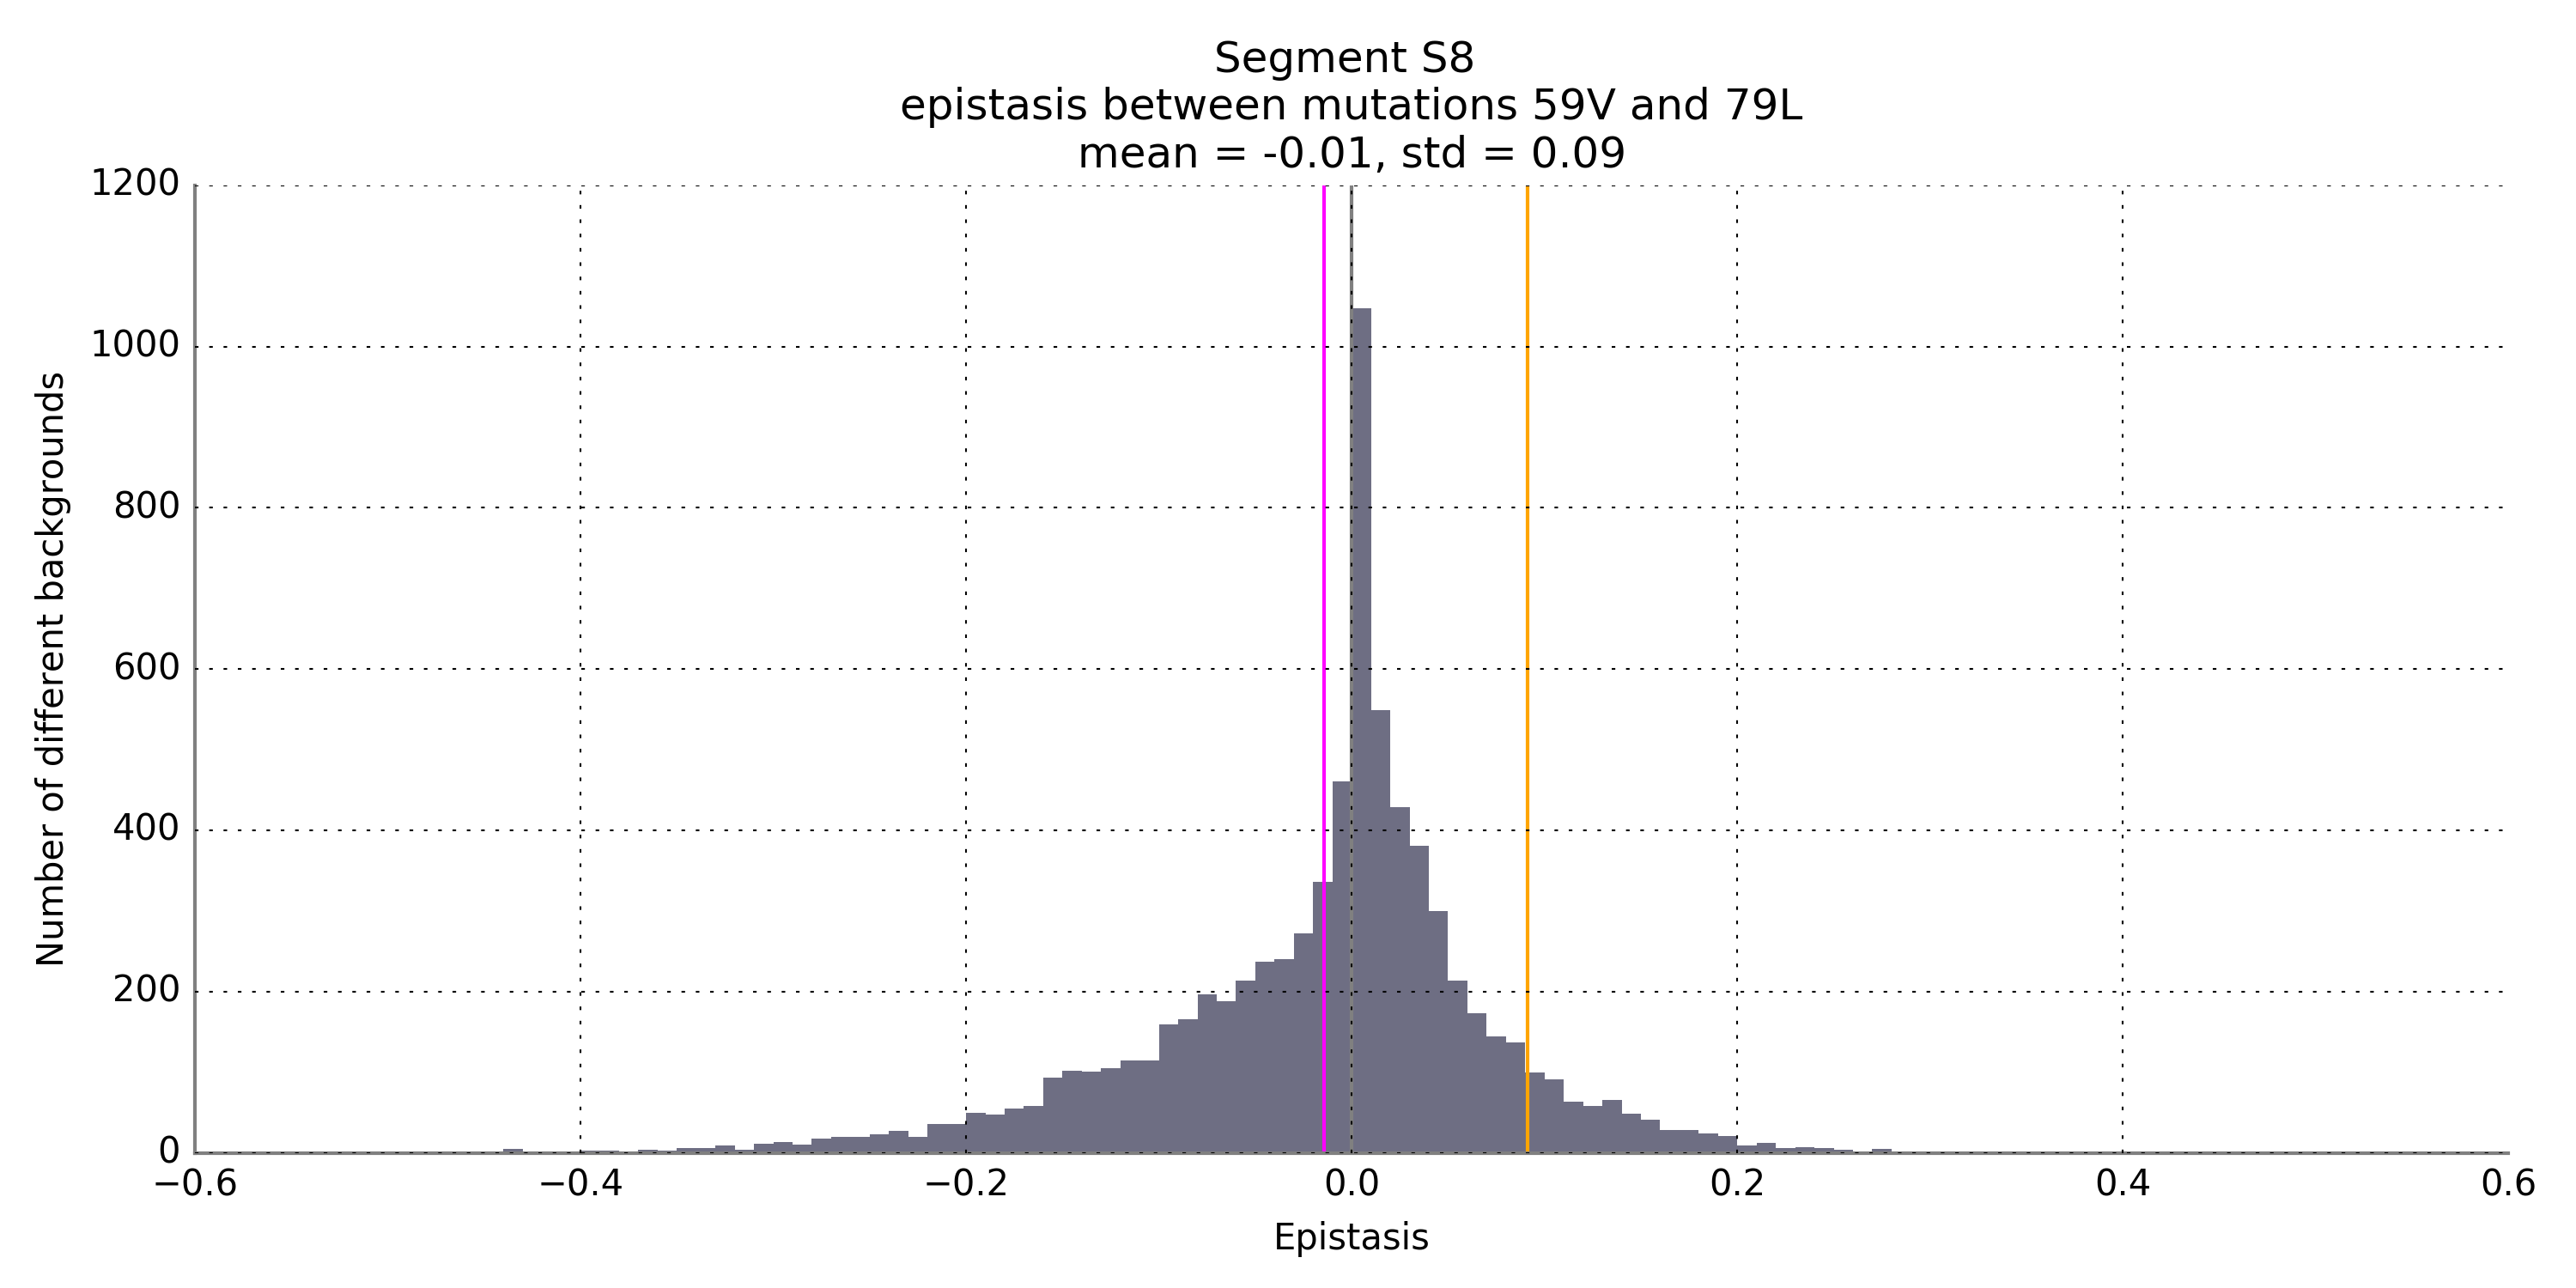 Segment S8
epistasis between mutations 59V and 79L
mean = -0.01, std = 0.09
1200
1000
800
600
400
200
0
Number of different backgrounds
−0.6
−0.4
−0.2
0.0
0.2
0.4
0.6
Epistasis